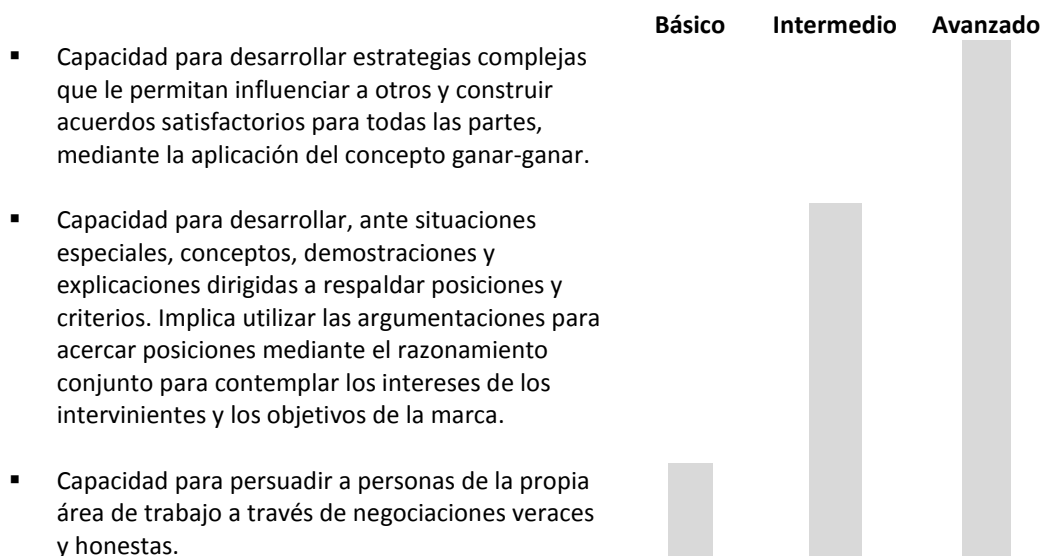 Básico Intermedio Avanzado
▪ Capacidad para desarrollar estrategias complejas
que le permitan influenciar a otros y construir
acuerdos satisfactorios para todas las partes,
mediante la aplicación del concepto ganar-ganar.
▪ Capacidad para desarrollar, ante situaciones
especiales, conceptos, demostraciones y
explicaciones dirigidas a respaldar posiciones y
criterios. Implica utilizar las argumentaciones para
acercar posiciones mediante el razonamiento
conjunto para contemplar los intereses de los
intervinientes y los objetivos de la marca.
▪ Capacidad para persuadir a personas de la propia
área de trabajo a través de negociaciones veraces
y honestas.